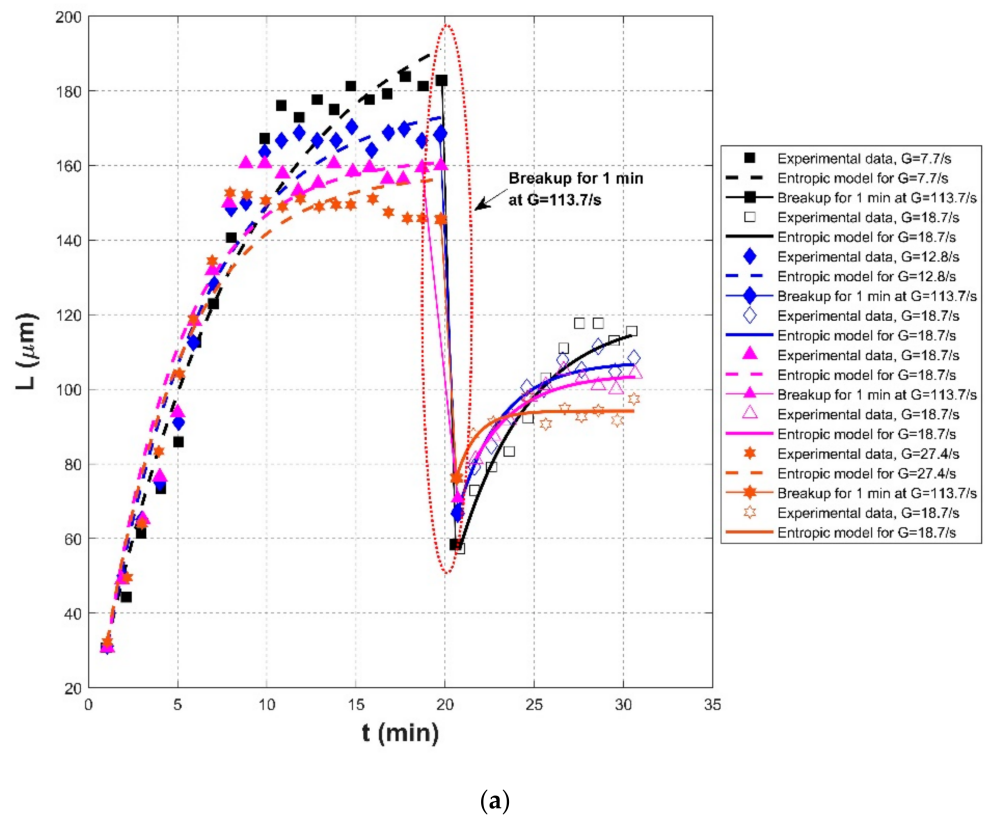 200
180
160
140
120
100
80
60
40
20
L (μm)
0
5
10
15
20
25
30
35
t (min)
Breakup for 1 min
at G=113.7/s
Experimental data, G=7.7/s
Entropic model for G=7.7/s
Breakup for 1 min at G=113.7/s
Experimental data, G=18.7/s
Entropic model for G=18.7/s
Experimental data, G=12.8/s
Entropic model for G=12.8/s
Breakup for 1 min at G=113.7/s
Experimental data, G=18.7/s
Entropic model for G=18.7/s
Experimental data, G=18.7/s
Entropic model for G=18.7/s
Breakup for 1 min at G=113.7/s
Experimental data, G=18.7/s
Entropic model for G=18.7/s
Experimental data, G=27.4/s
Entropic model for G=27.4/s
Breakup for 1 min at G=113.7/s
Experimental data, G=18.7/s
Entropic model for G=18.7/s
(a)